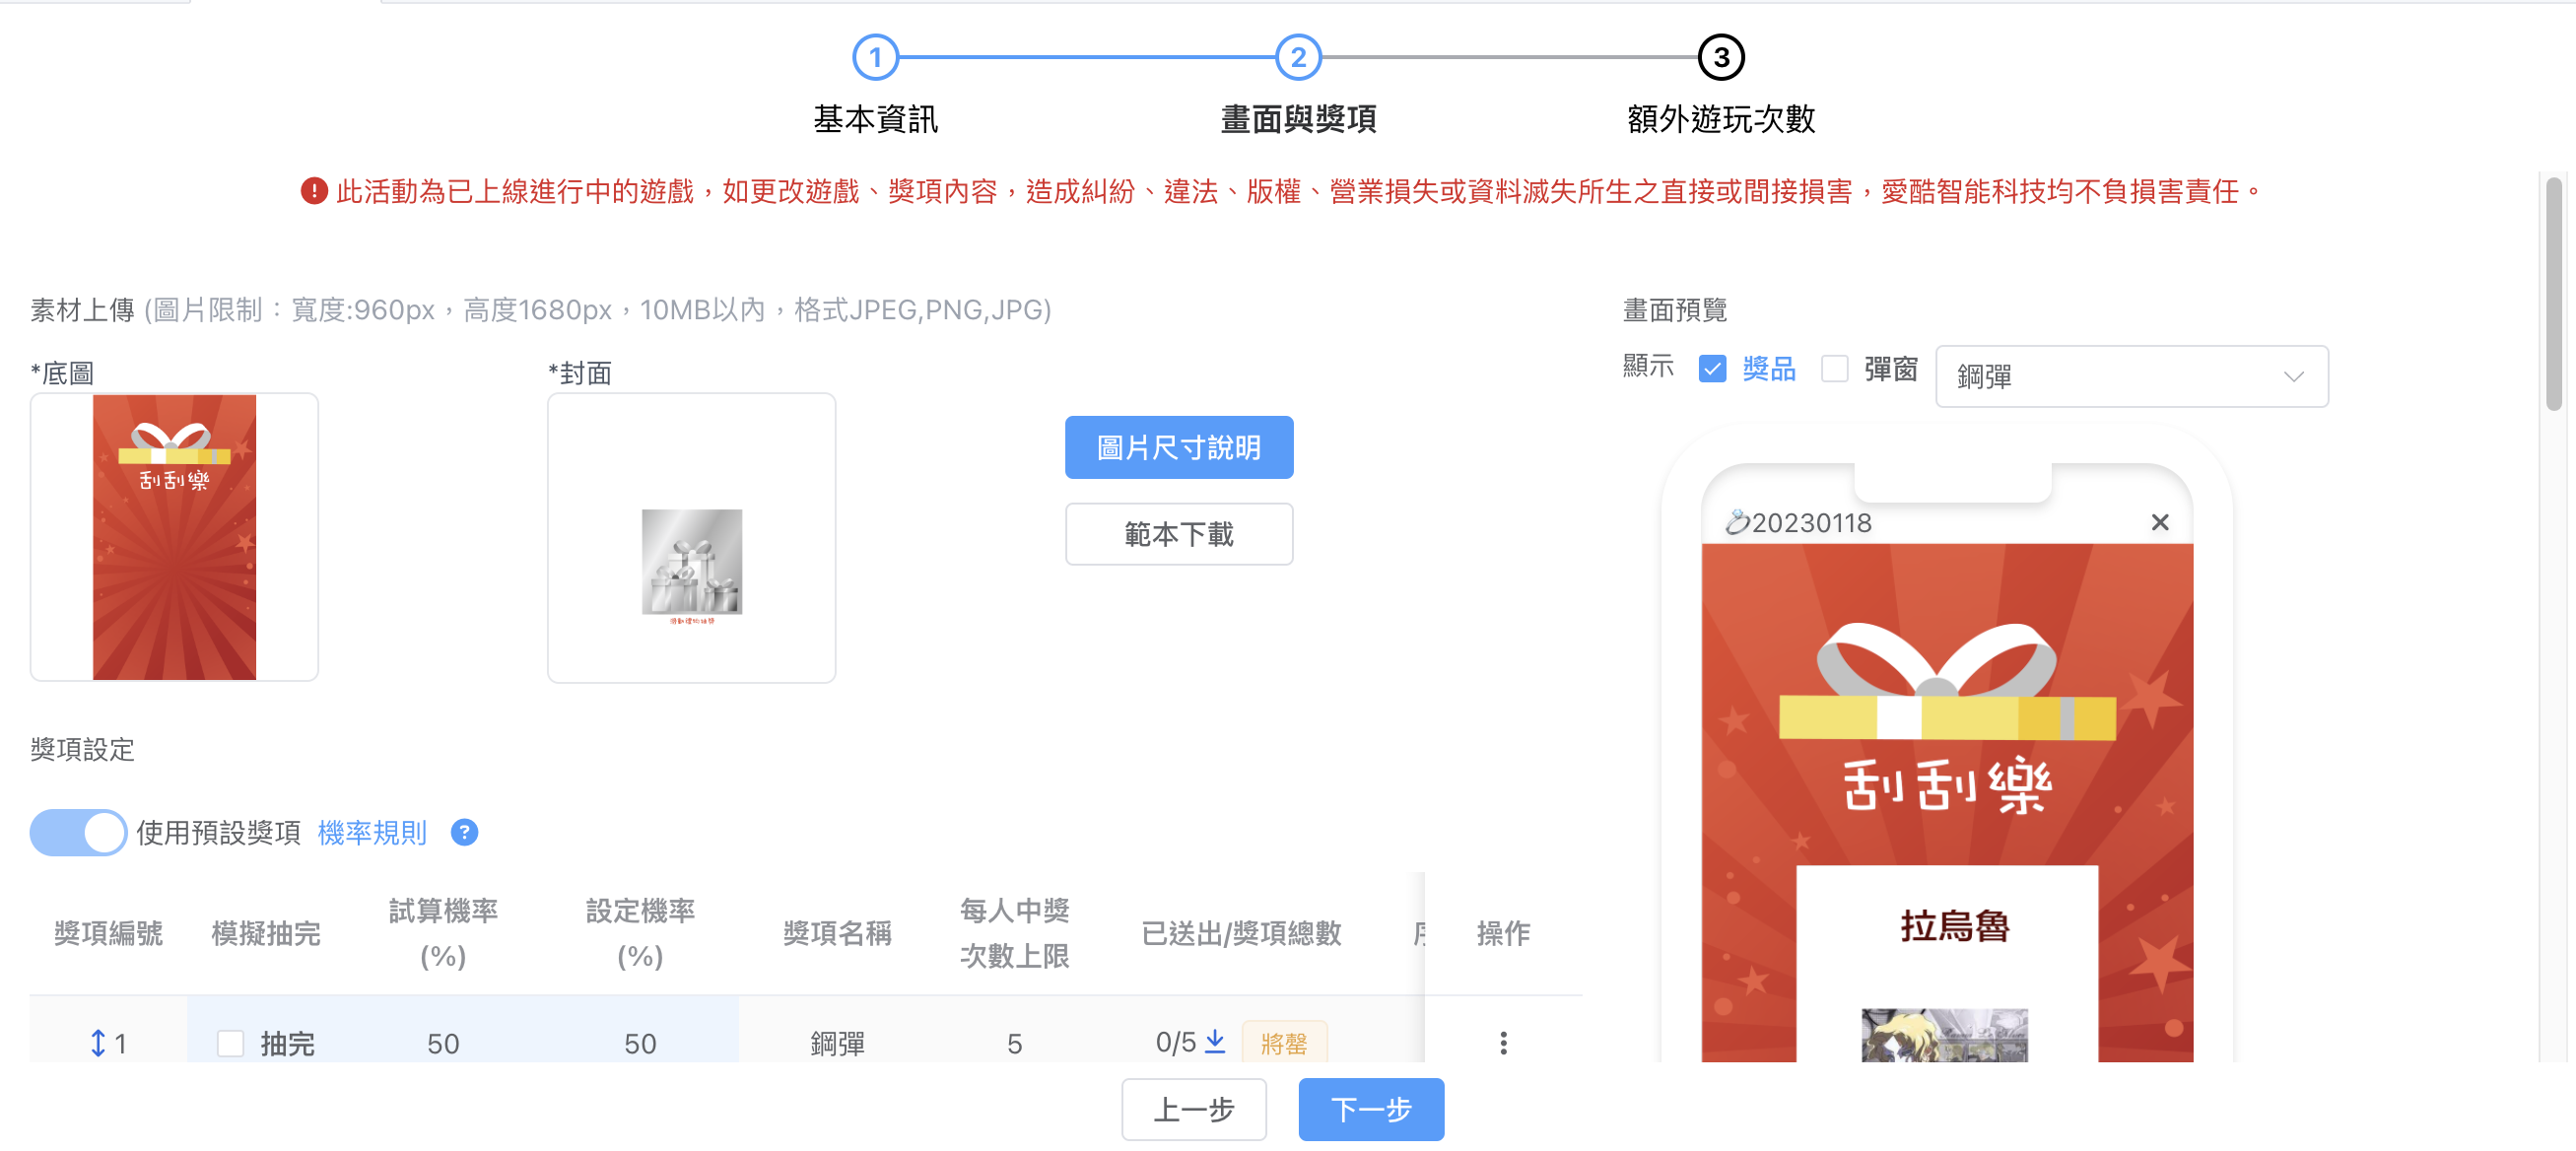 1
2
3
基本資訊
畫面與獎項
額外遊玩次數
此活動為已上線進行中的遊戲，如更改遊戲、獎項內容，造成糾紛、違法、版權、營業損失或資料滅失所生之直接或間接損害，愛酷智能科技均不負損害責任。
素材上傳 (圖片限制：寬度:960px，高度1680px，10MB以內，格式JPEG,PNG,JPG)
*底圖
刮刮樂
*封面
圖片尺寸說明
範本下載
獎項設定
使用預設獎項 機率規則 ?
獎項編號
模擬抽完
試算機率
(%)
設定機率
(%)
獎項名稱
每人中獎
次數上限
已送出/獎項總數
操作
1
抽完
50
50
鋼彈
5
0/5
將罄
畫面預覽
顯示 獎品 彈窗 鋼彈
💍20230118
刮刮樂
拉烏魯
上一步
下一步